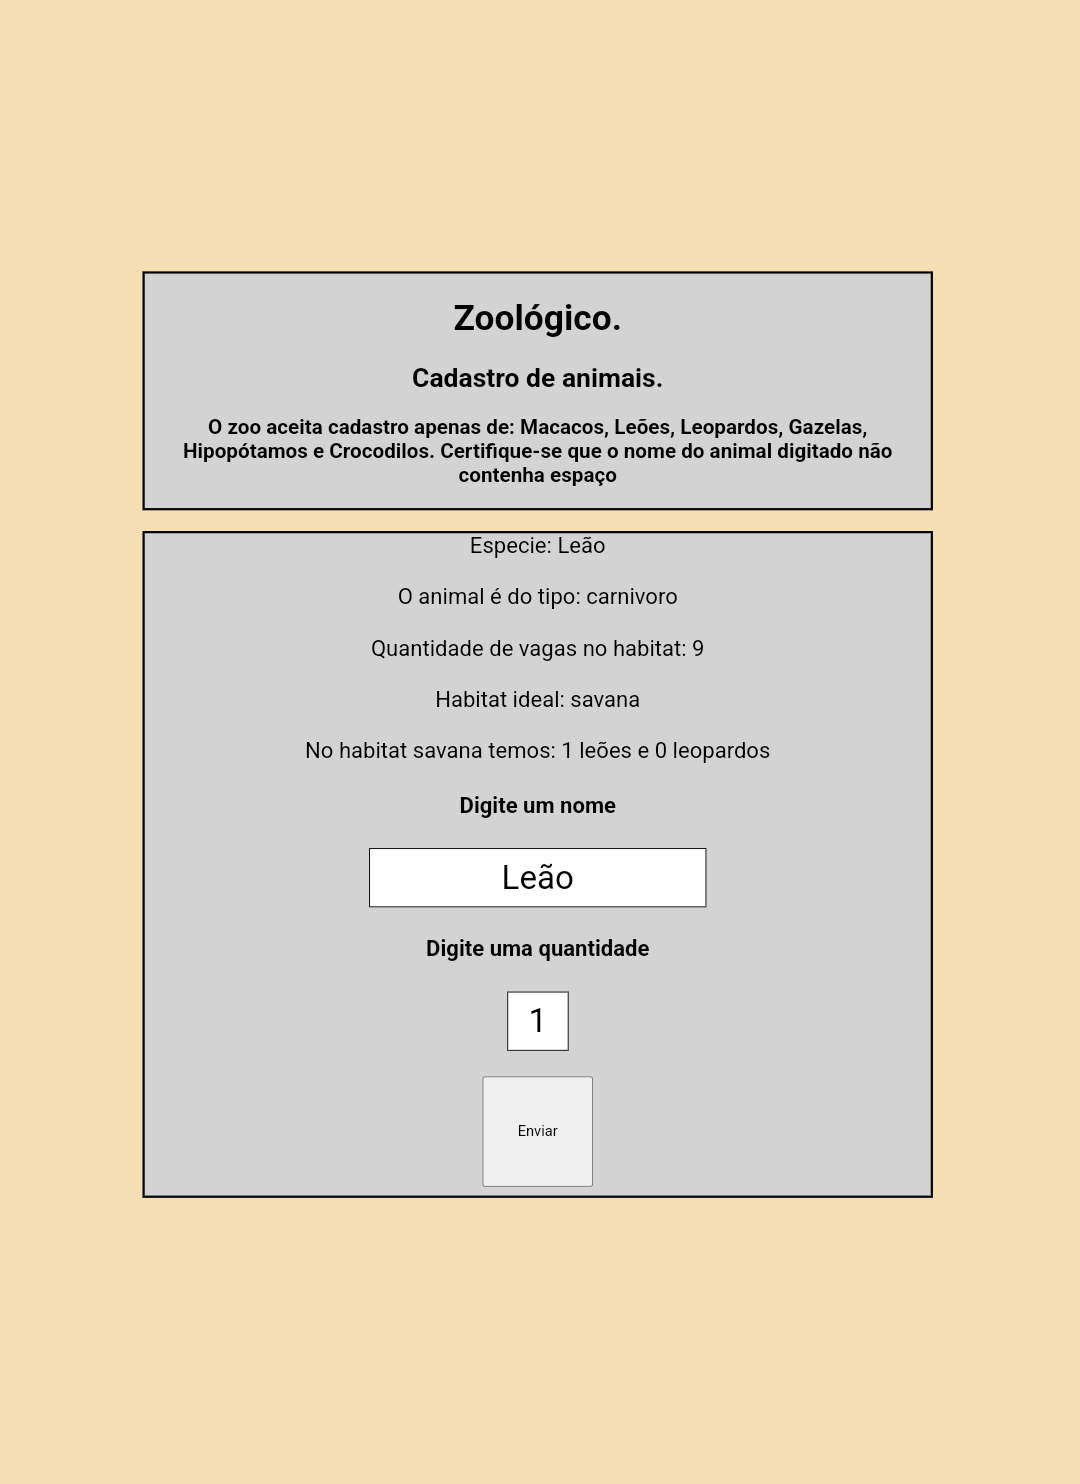 Zoológico.
Cadastro de animais.
O zoo aceita cadastro apenas de: Macacos, Leões, Leopardos, Gazelas,
Hipopótamos e Crocodilos. Certifique-se que o nome do animal digitado não
contenha espaço
Especie: Leão
O animal é do tipo: carnivoro
Quantidade de vagas no habitat: 9
Habitat ideal: savana
No habitat savana temos: 1 leões e 0 leopardos
Digite um nome
Leão
Digite uma quantidade
1
Enviar